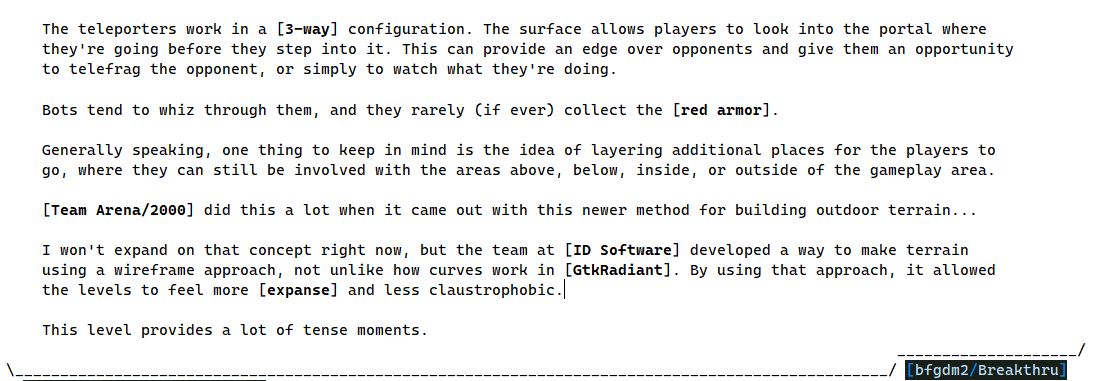 The teleporters work in a [3-way] configuration. The surface allows players to look into the portal where
they're going before they step into it. This can provide an edge over opponents and give them an opportunity
to telefrag the opponent, or simply to watch what they're doing.
Bots tend to whiz through them, and they rarely (if ever) collect the [red armor].
Generally speaking, one thing to keep in mind is the idea of layering additional places for the players to
go, where they can still be involved with the areas above, below, inside, or outside of the gameplay area.
[Team Arena/2000] did this a lot when it came out with this newer method for building outdoor terrain...
I won't expand on that concept right now, but the team at [ID Software] developed a way to make terrain
using a wireframe approach, not unlike how curves work in [GtkRadiant]. By using that approach, it allowed
the levels to feel more [expanse] and less claustrophobic.
This level provides a lot of tense moments.
[bfgdm2/Breakthru]